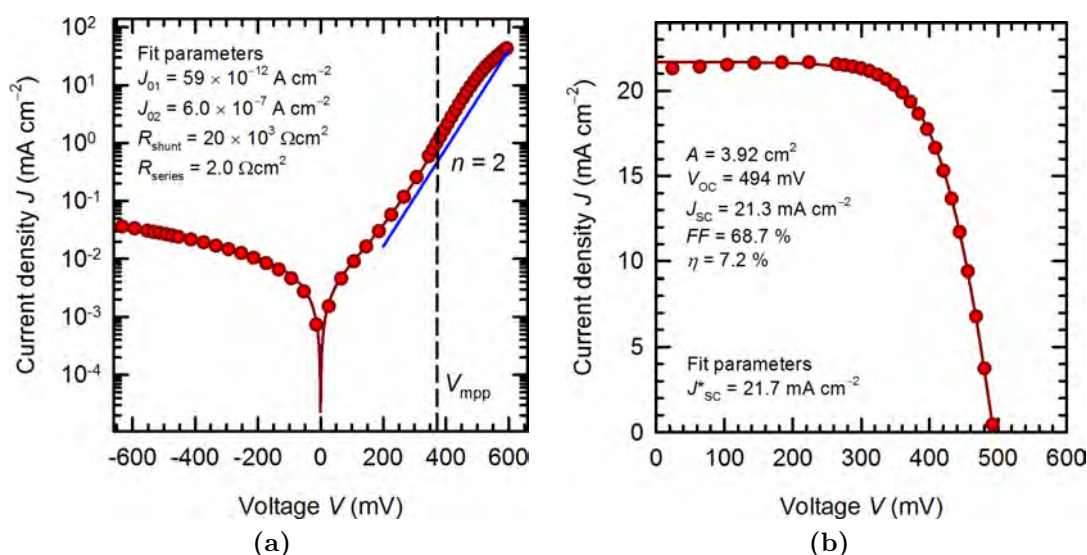 10²
10¹
10⁰
10⁻¹
10⁻²
10⁻³
10⁻⁴
Current density J (mA cm⁻²)
Fit parameters
J₀₁ = 59 × 10⁻¹² A cm⁻²
J₀₂ = 6.0 × 10⁻⁷ A cm⁻²
R_shunt = 20 × 10³ Ωcm²
R_series = 2.0 Ωcm²
n = 2
V_mpp
-600 -400 -200 0 200 400 600
Voltage V (mV)
(a)
20
15
10
5
0
Current density J (mA cm⁻²)
A = 3.92 cm²
V_OC = 494 mV
J_SC = 21.3 mA cm⁻²
FF = 68.7 %
η = 7.2 %
Fit parameters
J*_SC = 21.7 mA cm⁻²
0 100 200 300 400 500 600
Voltage V (mV)
(b)